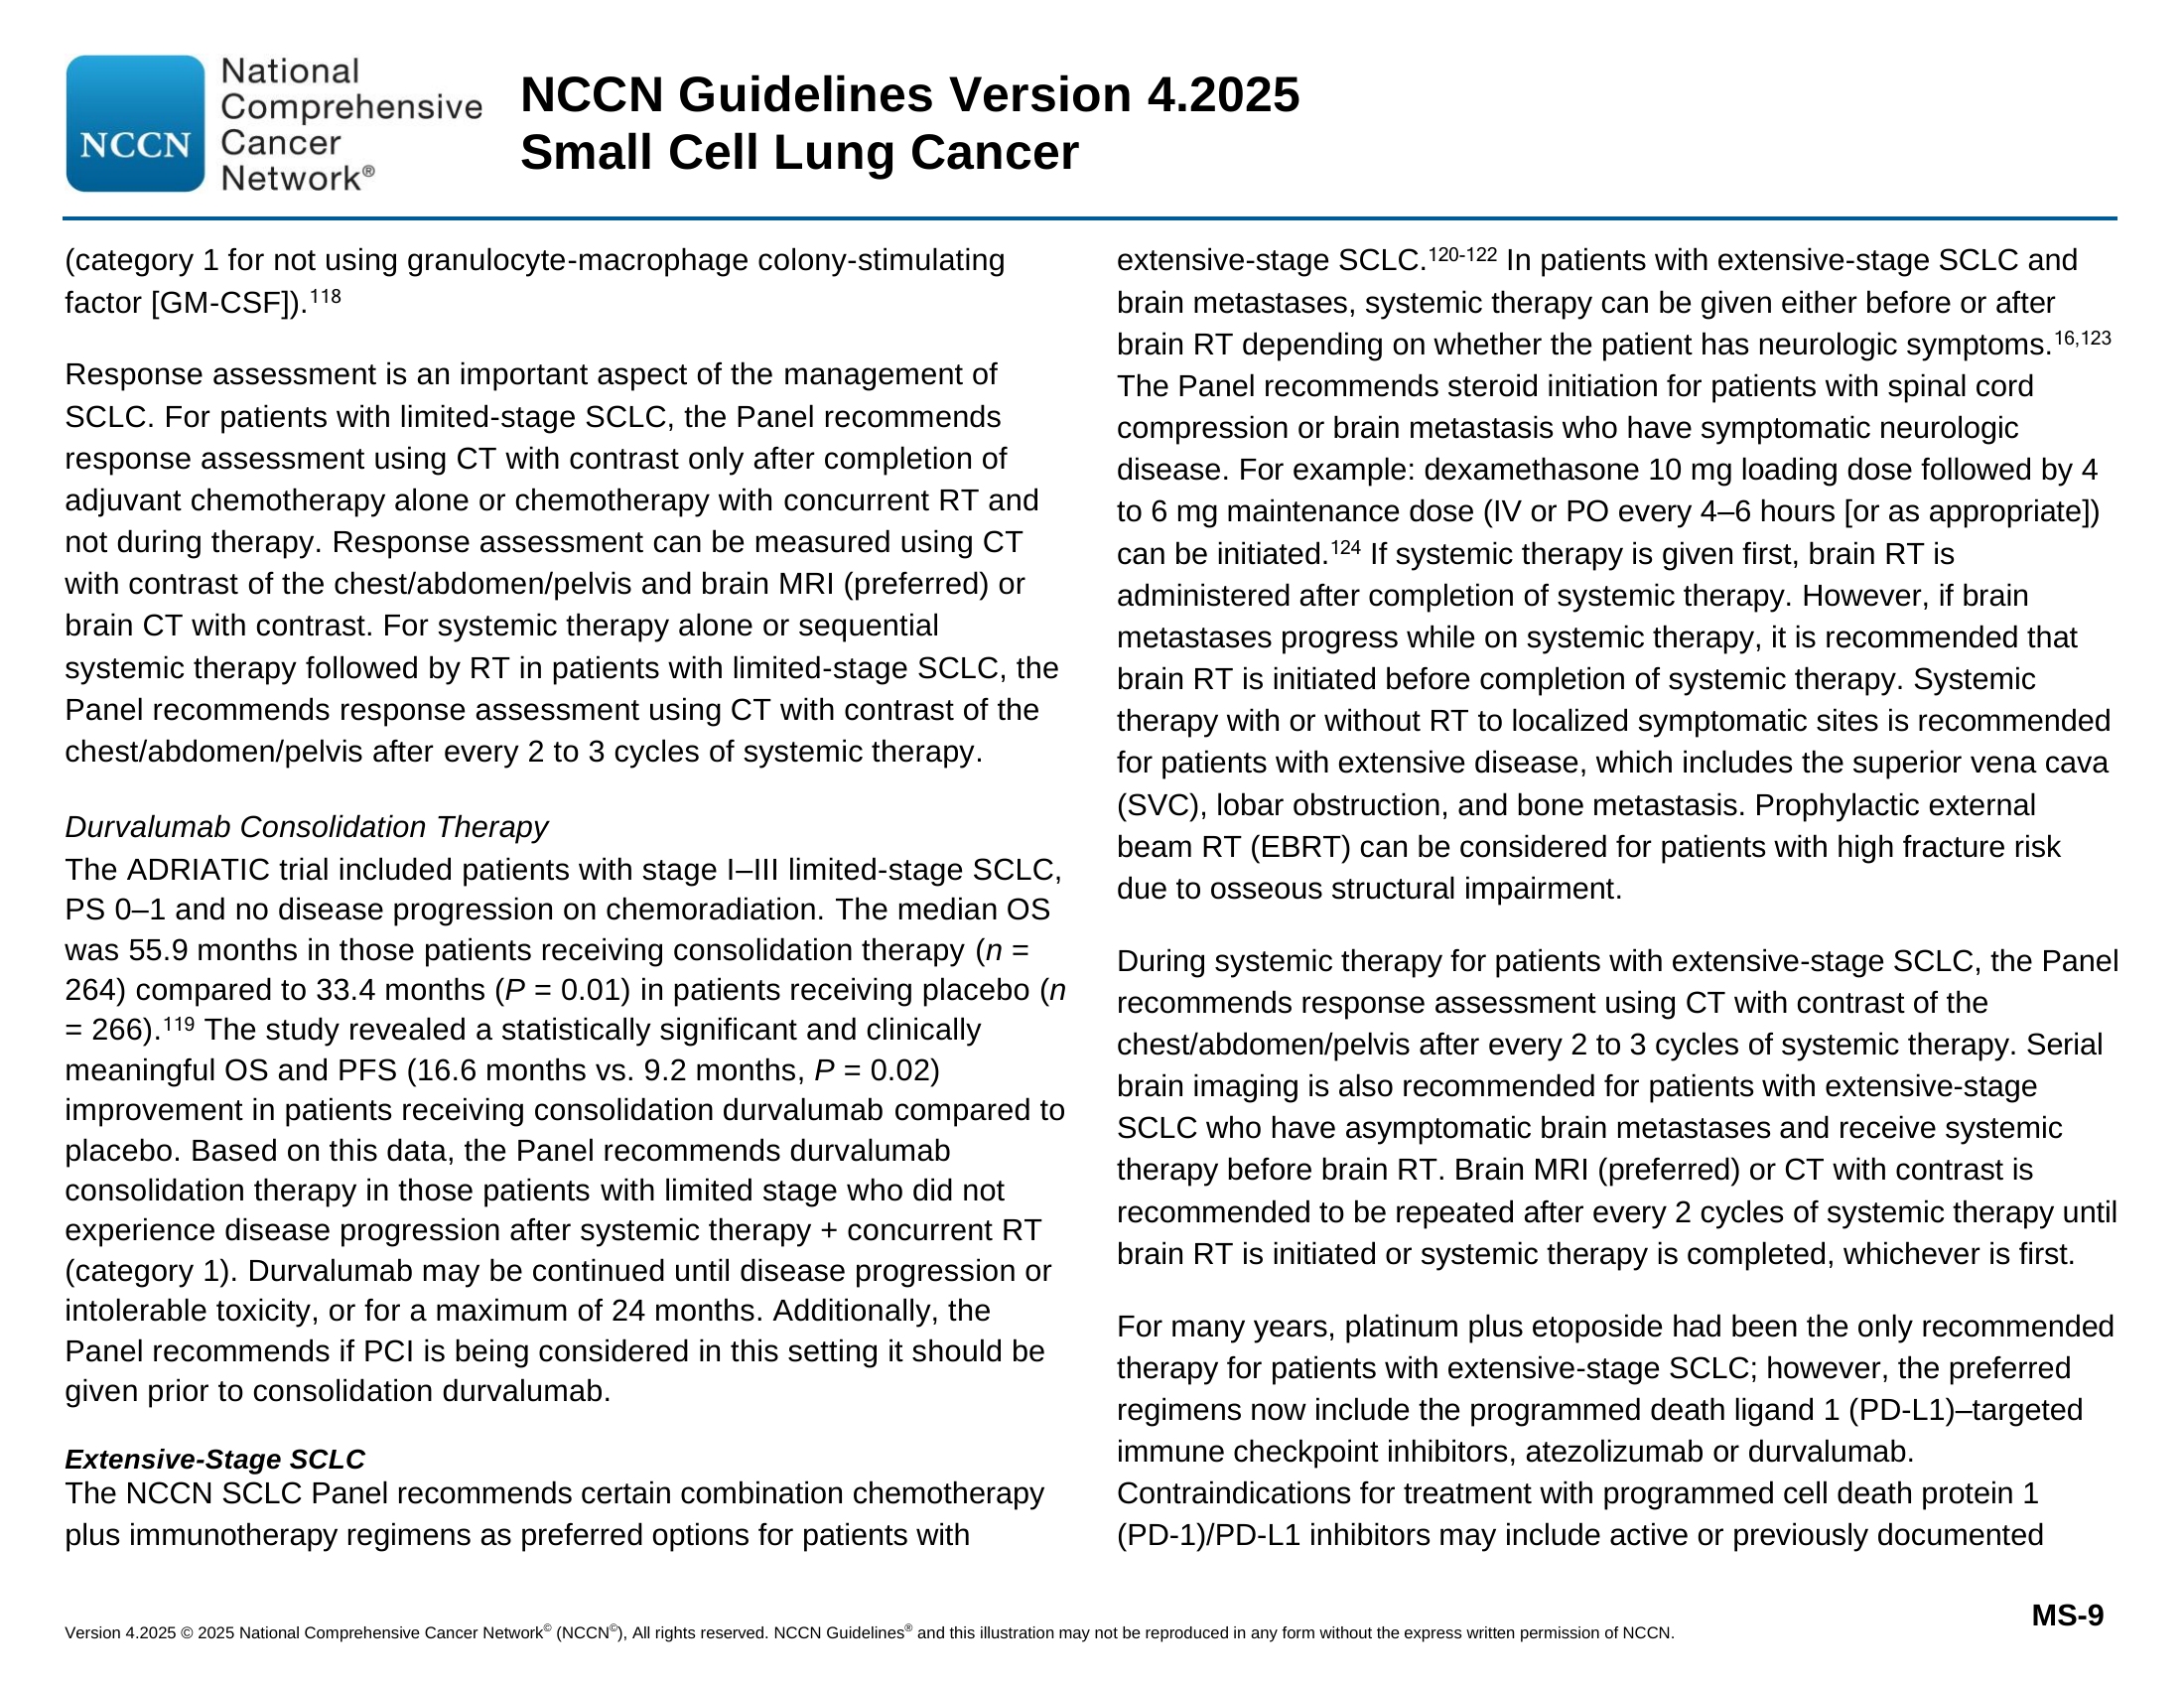 NCCN
National
Comprehensive
Cancer
Network®
NCCN Guidelines Version 4.2025
Small Cell Lung Cancer
(category 1 for not using granulocyte-macrophage colony-stimulating
factor [GM-CSF]).118
Response assessment is an important aspect of the management of
SCLC. For patients with limited-stage SCLC, the Panel recommends
response assessment using CT with contrast only after completion of
adjuvant chemotherapy alone or chemotherapy with concurrent RT and
not during therapy. Response assessment can be measured using CT
with contrast of the chest/abdomen/pelvis and brain MRI (preferred) or
brain CT with contrast. For systemic therapy alone or sequential
systemic therapy followed by RT in patients with limited-stage SCLC, the
Panel recommends response assessment using CT with contrast of the
chest/abdomen/pelvis after every 2 to 3 cycles of systemic therapy.
Durvalumab Consolidation Therapy
The ADRIATIC trial included patients with stage I–III limited-stage SCLC,
PS 0–1 and no disease progression on chemoradiation. The median OS
was 55.9 months in those patients receiving consolidation therapy (n =
264) compared to 33.4 months (P = 0.01) in patients receiving placebo (n
= 266).119 The study revealed a statistically significant and clinically
meaningful OS and PFS (16.6 months vs. 9.2 months, P = 0.02)
improvement in patients receiving consolidation durvalumab compared to
placebo. Based on this data, the Panel recommends durvalumab
consolidation therapy in those patients with limited stage who did not
experience disease progression after systemic therapy + concurrent RT
(category 1). Durvalumab may be continued until disease progression or
intolerable toxicity, or for a maximum of 24 months. Additionally, the
Panel recommends if PCI is being considered in this setting it should be
given prior to consolidation durvalumab.
Extensive-Stage SCLC
The NCCN SCLC Panel recommends certain combination chemotherapy
plus immunotherapy regimens as preferred options for patients with
extensive-stage SCLC.120-122 In patients with extensive-stage SCLC and
brain metastases, systemic therapy can be given either before or after
brain RT depending on whether the patient has neurologic symptoms.16,123
The Panel recommends steroid initiation for patients with spinal cord
compression or brain metastasis who have symptomatic neurologic
disease. For example: dexamethasone 10 mg loading dose followed by 4
to 6 mg maintenance dose (IV or PO every 4–6 hours [or as appropriate])
can be initiated.124 If systemic therapy is given first, brain RT is
administered after completion of systemic therapy. However, if brain
metastases progress while on systemic therapy, it is recommended that
brain RT is initiated before completion of systemic therapy. Systemic
therapy with or without RT to localized symptomatic sites is recommended
for patients with extensive disease, which includes the superior vena cava
(SVC), lobar obstruction, and bone metastasis. Prophylactic external
beam RT (EBRT) can be considered for patients with high fracture risk
due to osseous structural impairment.
During systemic therapy for patients with extensive-stage SCLC, the Panel
recommends response assessment using CT with contrast of the
chest/abdomen/pelvis after every 2 to 3 cycles of systemic therapy. Serial
brain imaging is also recommended for patients with extensive-stage
SCLC who have asymptomatic brain metastases and receive systemic
therapy before brain RT. Brain MRI (preferred) or CT with contrast is
recommended to be repeated after every 2 cycles of systemic therapy until
brain RT is initiated or systemic therapy is completed, whichever is first.
For many years, platinum plus etoposide had been the only recommended
therapy for patients with extensive-stage SCLC; however, the preferred
regimens now include the programmed death ligand 1 (PD-L1)–targeted
immune checkpoint inhibitors, atezolizumab or durvalumab.
Contraindications for treatment with programmed cell death protein 1
(PD-1)/PD-L1 inhibitors may include active or previously documented
MS-9
Version 4.2025 © 2025 National Comprehensive Cancer Network© (NCCN©), All rights reserved. NCCN Guidelines® and this illustration may not be reproduced in any form without the express written permission of NCCN.